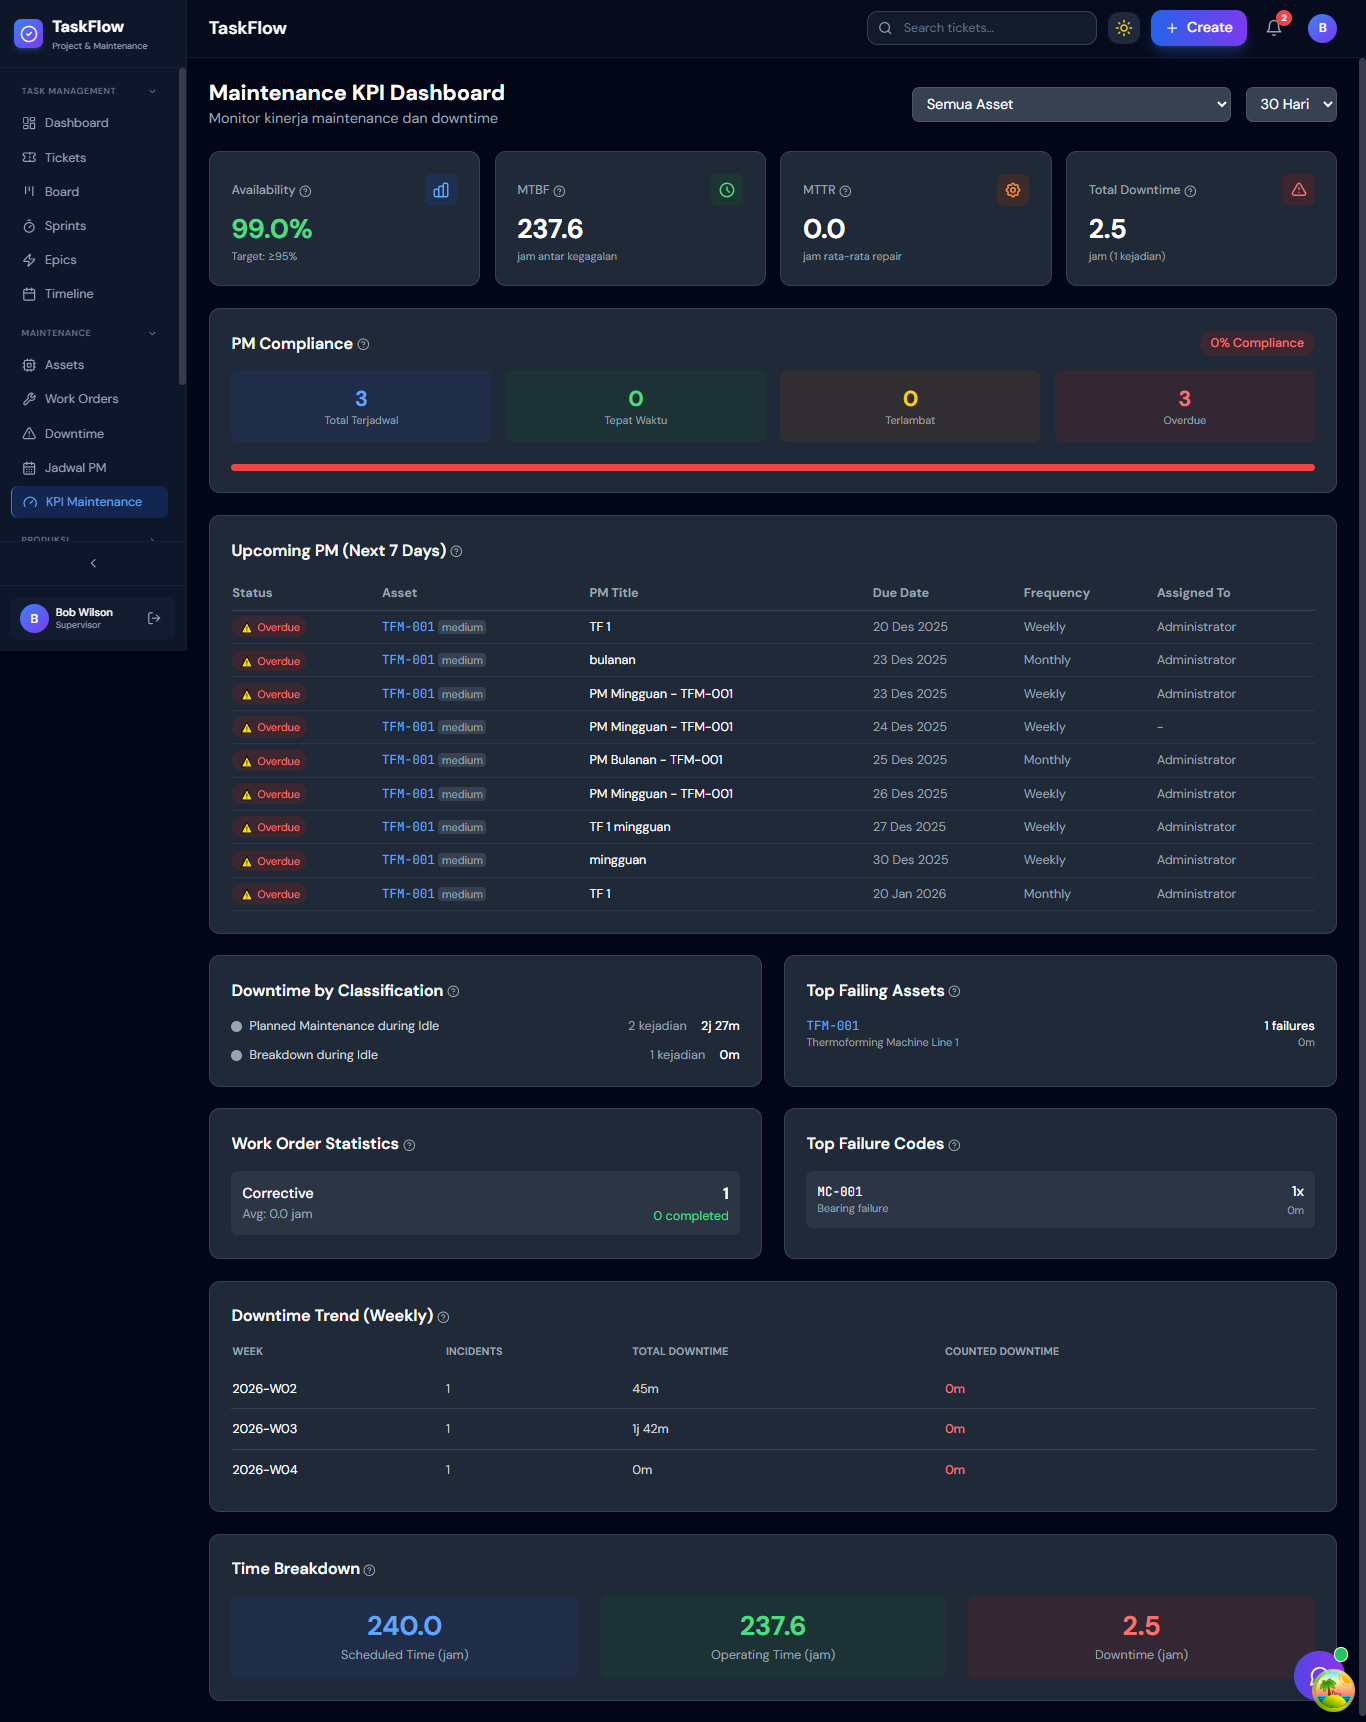 TaskFlow
Project & Maintenance
TASK MANAGEMENT
Dashboard
Tickets
Board
Sprints
Epics
Timeline
MAINTENANCE
Assets
Work Orders
Downtime
Jadwal PM
KPI Maintenance
PRODUKSI
B
Bob Wilson
Supervisor
TaskFlow
Search tickets...
+ Create
2
B
Maintenance KPI Dashboard
Monitor kinerja maintenance dan downtime
Semua Asset
30 Hari
Availability
99.0%
Target: ≥95%
MTBF
237.6
jam antar kegagalan
MTTR
0.0
jam rata-rata repair
Total Downtime
2.5
jam (1 kejadian)
PM Compliance
0% Compliance
3
Total Terjadwal
0
Tepat Waktu
0
Terlambat
3
Overdue
Upcoming PM (Next 7 Days)
Status Asset PM Title Due Date Frequency Assigned To
Overdue TFM-001 medium TF 1 20 Des 2025 Weekly Administrator
Overdue TFM-001 medium bulanan 23 Des 2025 Monthly Administrator
Overdue TFM-001 medium PM Mingguan - TFM-001 23 Des 2025 Weekly Administrator
Overdue TFM-001 medium PM Mingguan - TFM-001 24 Des 2025 Weekly -
Overdue TFM-001 medium PM Bulanan - TFM-001 25 Des 2025 Monthly Administrator
Overdue TFM-001 medium PM Mingguan - TFM-001 26 Des 2025 Weekly Administrator
Overdue TFM-001 medium TF 1 mingguan 27 Des 2025 Weekly Administrator
Overdue TFM-001 medium mingguan 30 Des 2025 Weekly Administrator
Overdue TFM-001 medium TF 1 20 Jan 2026 Monthly Administrator
Downtime by Classification
Planned Maintenance during Idle 2 kejadian 2j 27m
Breakdown during Idle 1 kejadian 0m
Top Failing Assets
TFM-001 1 failures
Thermoforming Machine Line 1 0m
Work Order Statistics
Corrective 1
Avg: 0.0 jam 0 completed
Top Failure Codes
MC-001 1x
Bearing failure 0m
Downtime Trend (Weekly)
WEEK INCIDENTS TOTAL DOWNTIME COUNTED DOWNTIME
2026-W02 1 45m 0m
2026-W03 1 1j 42m 0m
2026-W04 1 0m 0m
Time Breakdown
240.0
Scheduled Time (jam)
237.6
Operating Time (jam)
2.5
Downtime (jam)